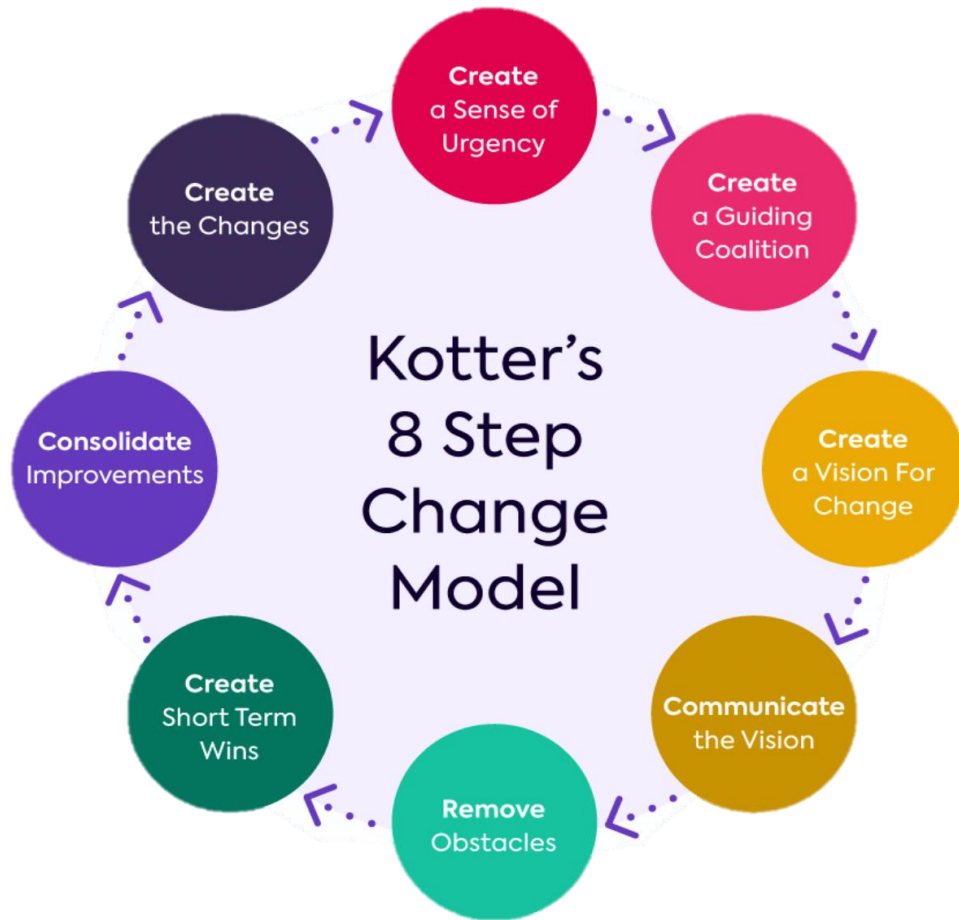 Kotter's
8 Step
Change
Model
Create
a Sense of
Urgency
Create
a Guiding
Coalition
Create
a Vision For
Change
Communicate
the Vision
Remove
Obstacles
Create
Short Term
Wins
Consolidate
Improvements
Create
the Changes